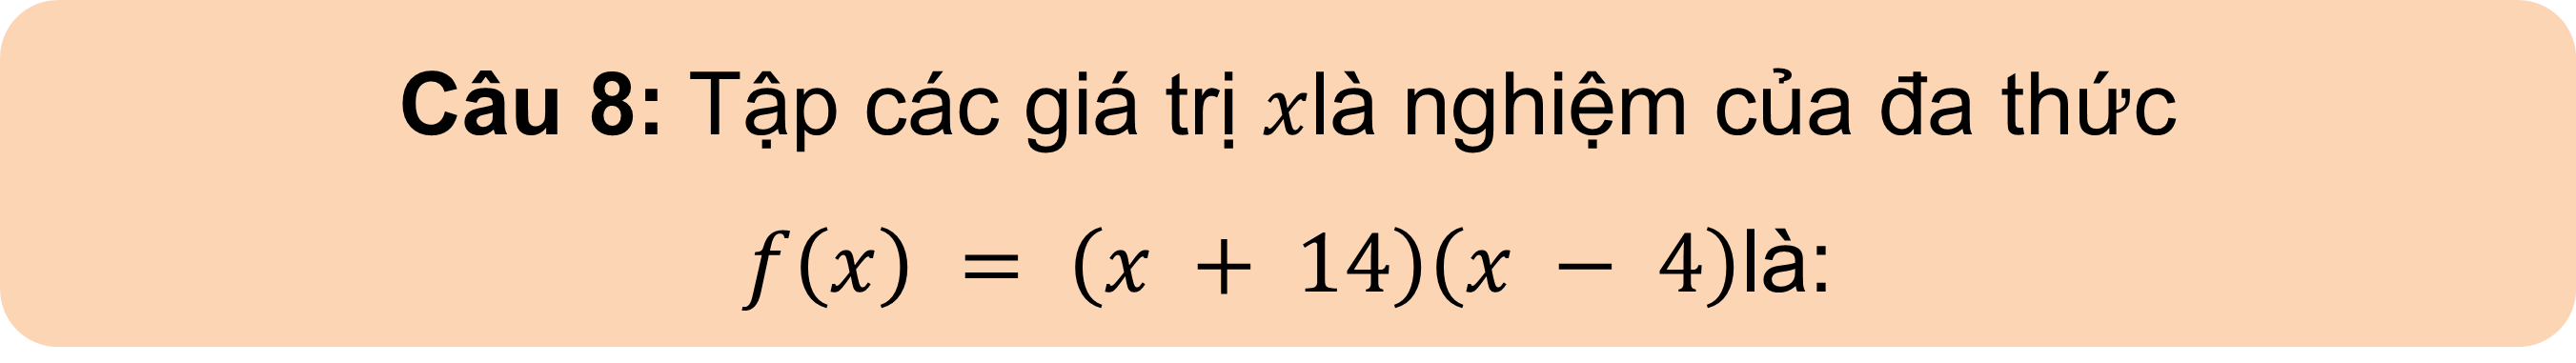 Câu 8: Tập các giá trị 𝑥là nghiệm của đa thức
𝑓(𝑥) = (𝑥 + 14)(𝑥 − 4)là: